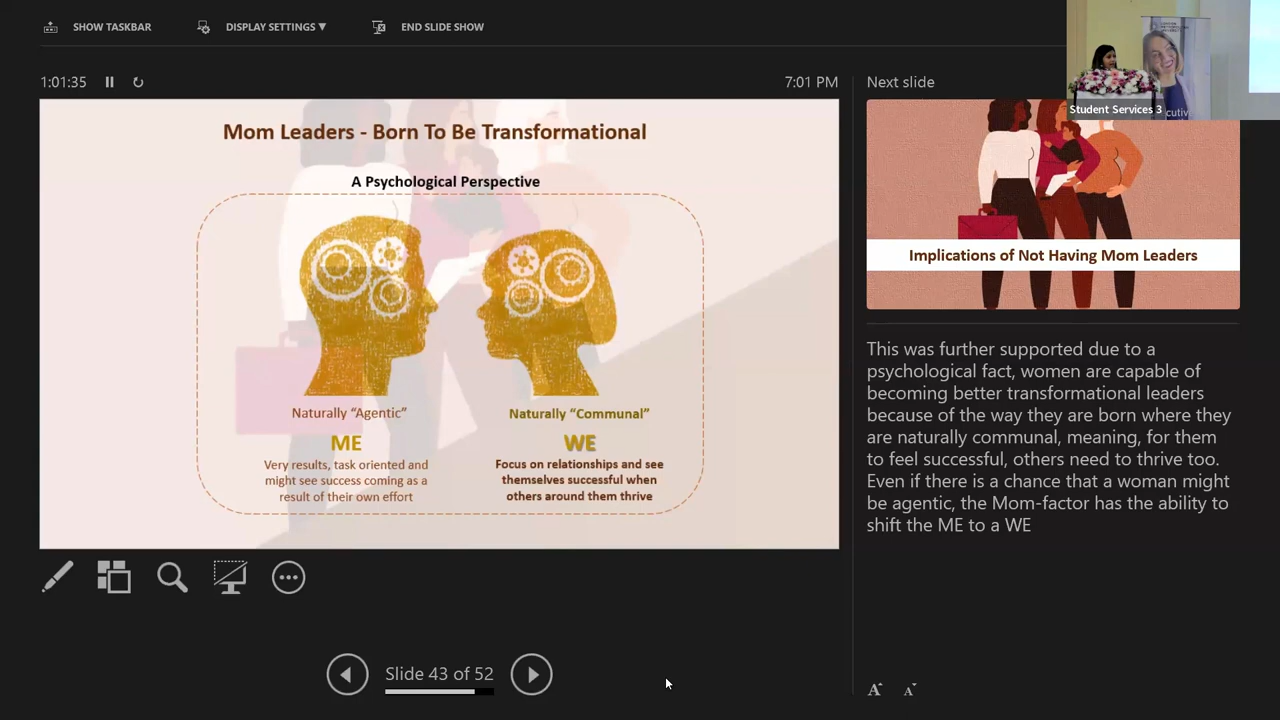 SHOW TASKBAR
DISPLAY SETTINGS ▼
END SLIDE SHOW
1:01:35
7:01 PM
Next slide
Student Services 3
cutiv
Mom Leaders - Born To Be Transformational
A Psychological Perspective
Naturally “Agentic”
ME
Very results, task oriented and
might see success coming as a
result of their own effort
Naturally “Communal”
WE
Focus on relationships and see
themselves successful when
others around them thrive
Implications of Not Having Mom Leaders
This was further supported due to a
psychological fact, women are capable of
becoming better transformational leaders
because of the way they are born where they
are naturally communal, meaning, for them
to feel successful, others need to thrive too.
Even if there is a chance that a woman might
be agentic, the Mom-factor has the ability to
shift the ME to a WE
Slide 43 of 52
A A